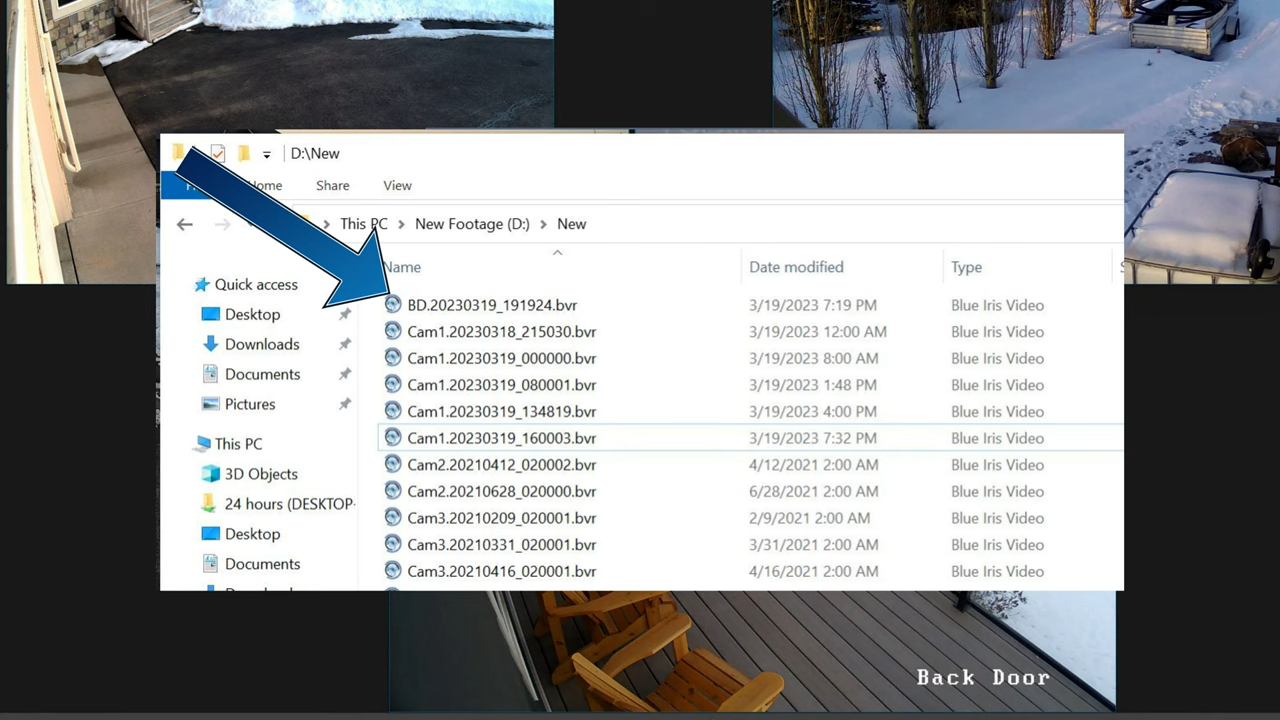 D:\New
Home Share View
This PC New Footage (D:) New
Name Date modified Type
Quick access
Desktop
Downloads
Documents
Pictures
This PC
3D Objects
24 hours (DESKTOP-
Desktop
Documents
BD.20230319_191924.bvr 3/19/2023 7:19 PM Blue Iris Video
Cam1.20230318_215030.bvr 3/19/2023 12:00 AM Blue Iris Video
Cam1.20230319_000000.bvr 3/19/2023 8:00 AM Blue Iris Video
Cam1.20230319_080001.bvr 3/19/2023 1:48 PM Blue Iris Video
Cam1.20230319_134819.bvr 3/19/2023 4:00 PM Blue Iris Video
Cam1.20230319_160003.bvr 3/19/2023 7:32 PM Blue Iris Video
Cam2.20210412_020002.bvr 4/12/2021 2:00 AM Blue Iris Video
Cam2.20210628_020000.bvr 6/28/2021 2:00 AM Blue Iris Video
Cam3.20210209_020001.bvr 2/9/2021 2:00 AM Blue Iris Video
Cam3.20210331_020001.bvr 3/31/2021 2:00 AM Blue Iris Video
Cam3.20210416_020001.bvr 4/16/2021 2:00 AM Blue Iris Video
Back Door